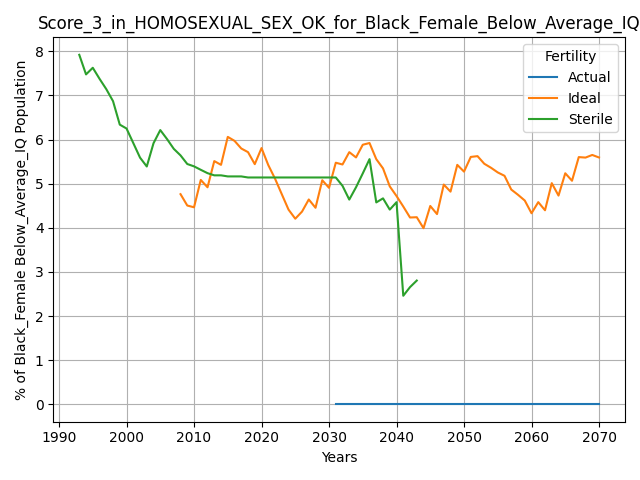 Score_3_in_HOMOSEXUAL_SEX_OK_for_Black_Female_Below_Average_IQ
% of Black_Female Below_Average_IQ Population
8
7
6
5
4
3
2
1
0
Fertility
Actual
Ideal
Sterile
1990 2000 2010 2020 2030 2040 2050 2060 2070
Years